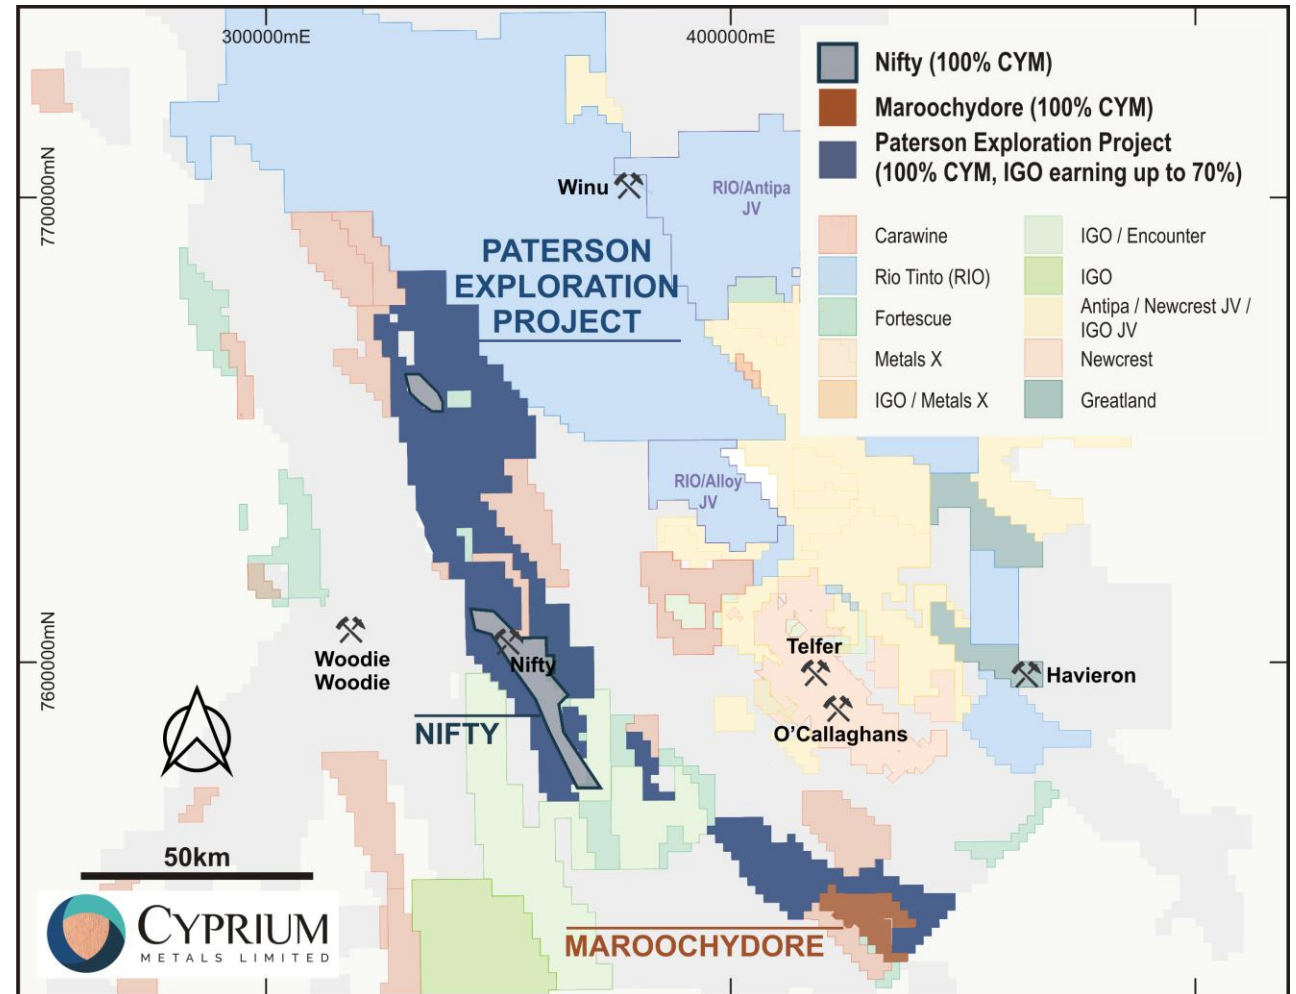 300000mE
400000mE
7700000mN
7600000mN
Nifty (100% CYM)
Maroochydore (100% CYM)
Paterson Exploration Project
(100% CYM, IGO earning up to 70%)
Carawine
Rio Tinto (RIO)
Fortescue
Metals X
IGO / Metals X
IGO / Encounter
IGO
Antipa / Newcrest JV /
IGO JV
Newcrest
Greatland
Winu
RIO/Antipa
JV
PATERSON
EXPLORATION
PROJECT
RIO/Alloy
JV
Woodie
Woodie
Nifty
Telfer
O'Callaghans
Havieron
NIFTY
50km
MAROOCHYDORE
CYPRIUM
METALS LIMITED